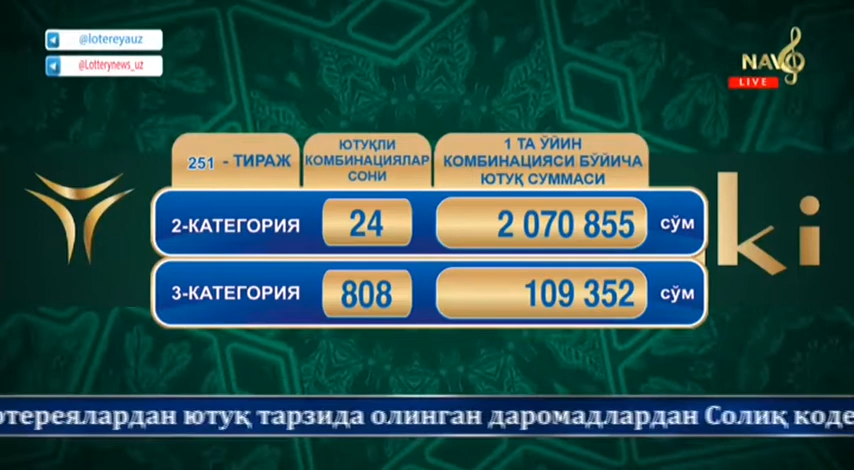 @lotereyauz
@Lotterynews_uz
NAVO
LIVE
251 - ТИРАЖ
ЮТУҚЛИ
КОМБИНАЦИЯЛАР
СОНИ
1 ТА ЎЙИН
КОМБИНАЦИЯСИ БЎЙИЧА
ЮТУҚ СУММАСИ
2-КАТЕГОРИЯ 24 2 070 855 сўм
3-КАТЕГОРИЯ 808 109 352 сўм
ki
отереялардан ютуқ тарзида олинган даромадлардан Солиқ коде